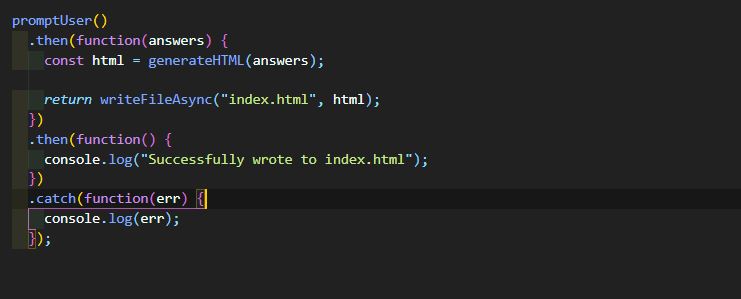 promptUser()
  .then(function(answers) {
    const html = generateHTML(answers);

    return writeFileAsync("index.html", html);
  })
  .then(function() {
    console.log("Successfully wrote to index.html");
  })
  .catch(function(err) {
    console.log(err);
  });